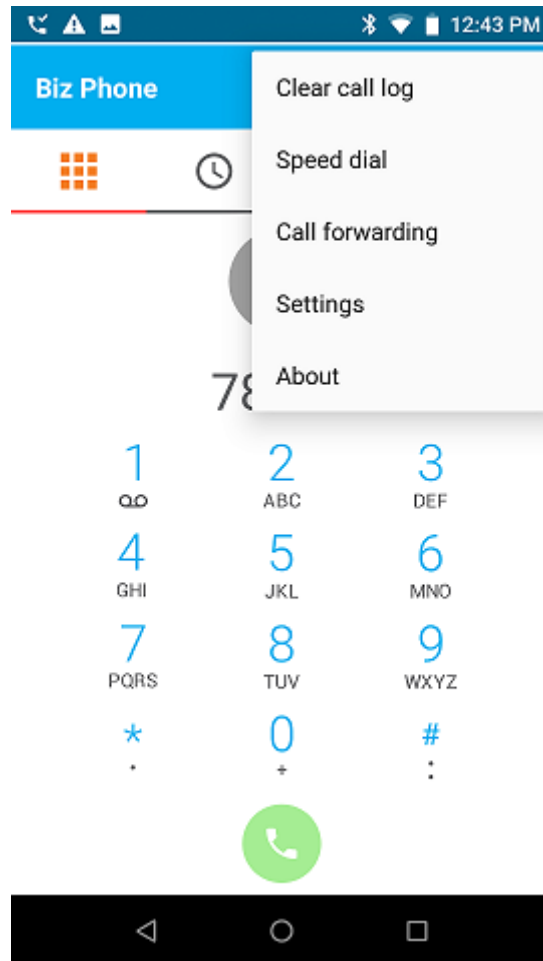 12:43 PM
Biz Phone
Clear call log
Speed dial
Call forwarding
Settings
About
78
1 2 3
ABC DEF
4 5 6
GHI JKL MNO
7 8 9
PQRS TUV WXYZ
* 0 #
. + :